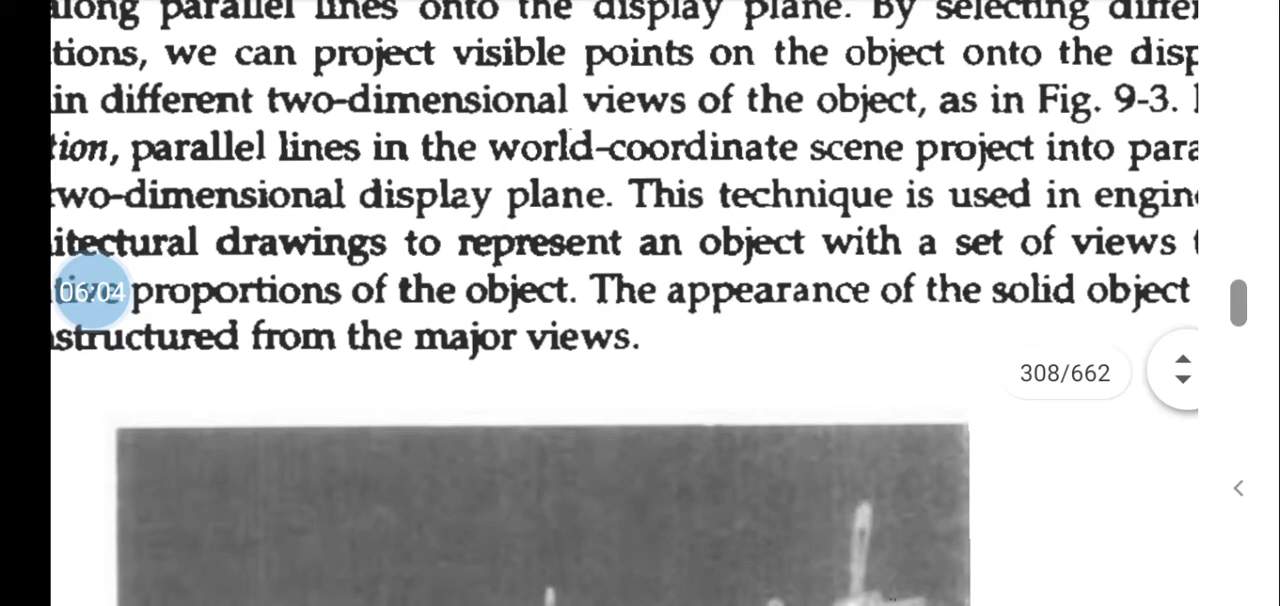 along parallel lines onto the display plane. By selecting differ
tions, we can project visible points on the object onto the disp
in different two-dimensional views of the object, as in Fig. 9-3.
tion, parallel lines in the world-coordinate scene project into para
two-dimensional display plane. This technique is used in engin
itectural drawings to represent an object with a set of views
06:04 proportions of the object. The appearance of the solid object
structured from the major views.
308/662